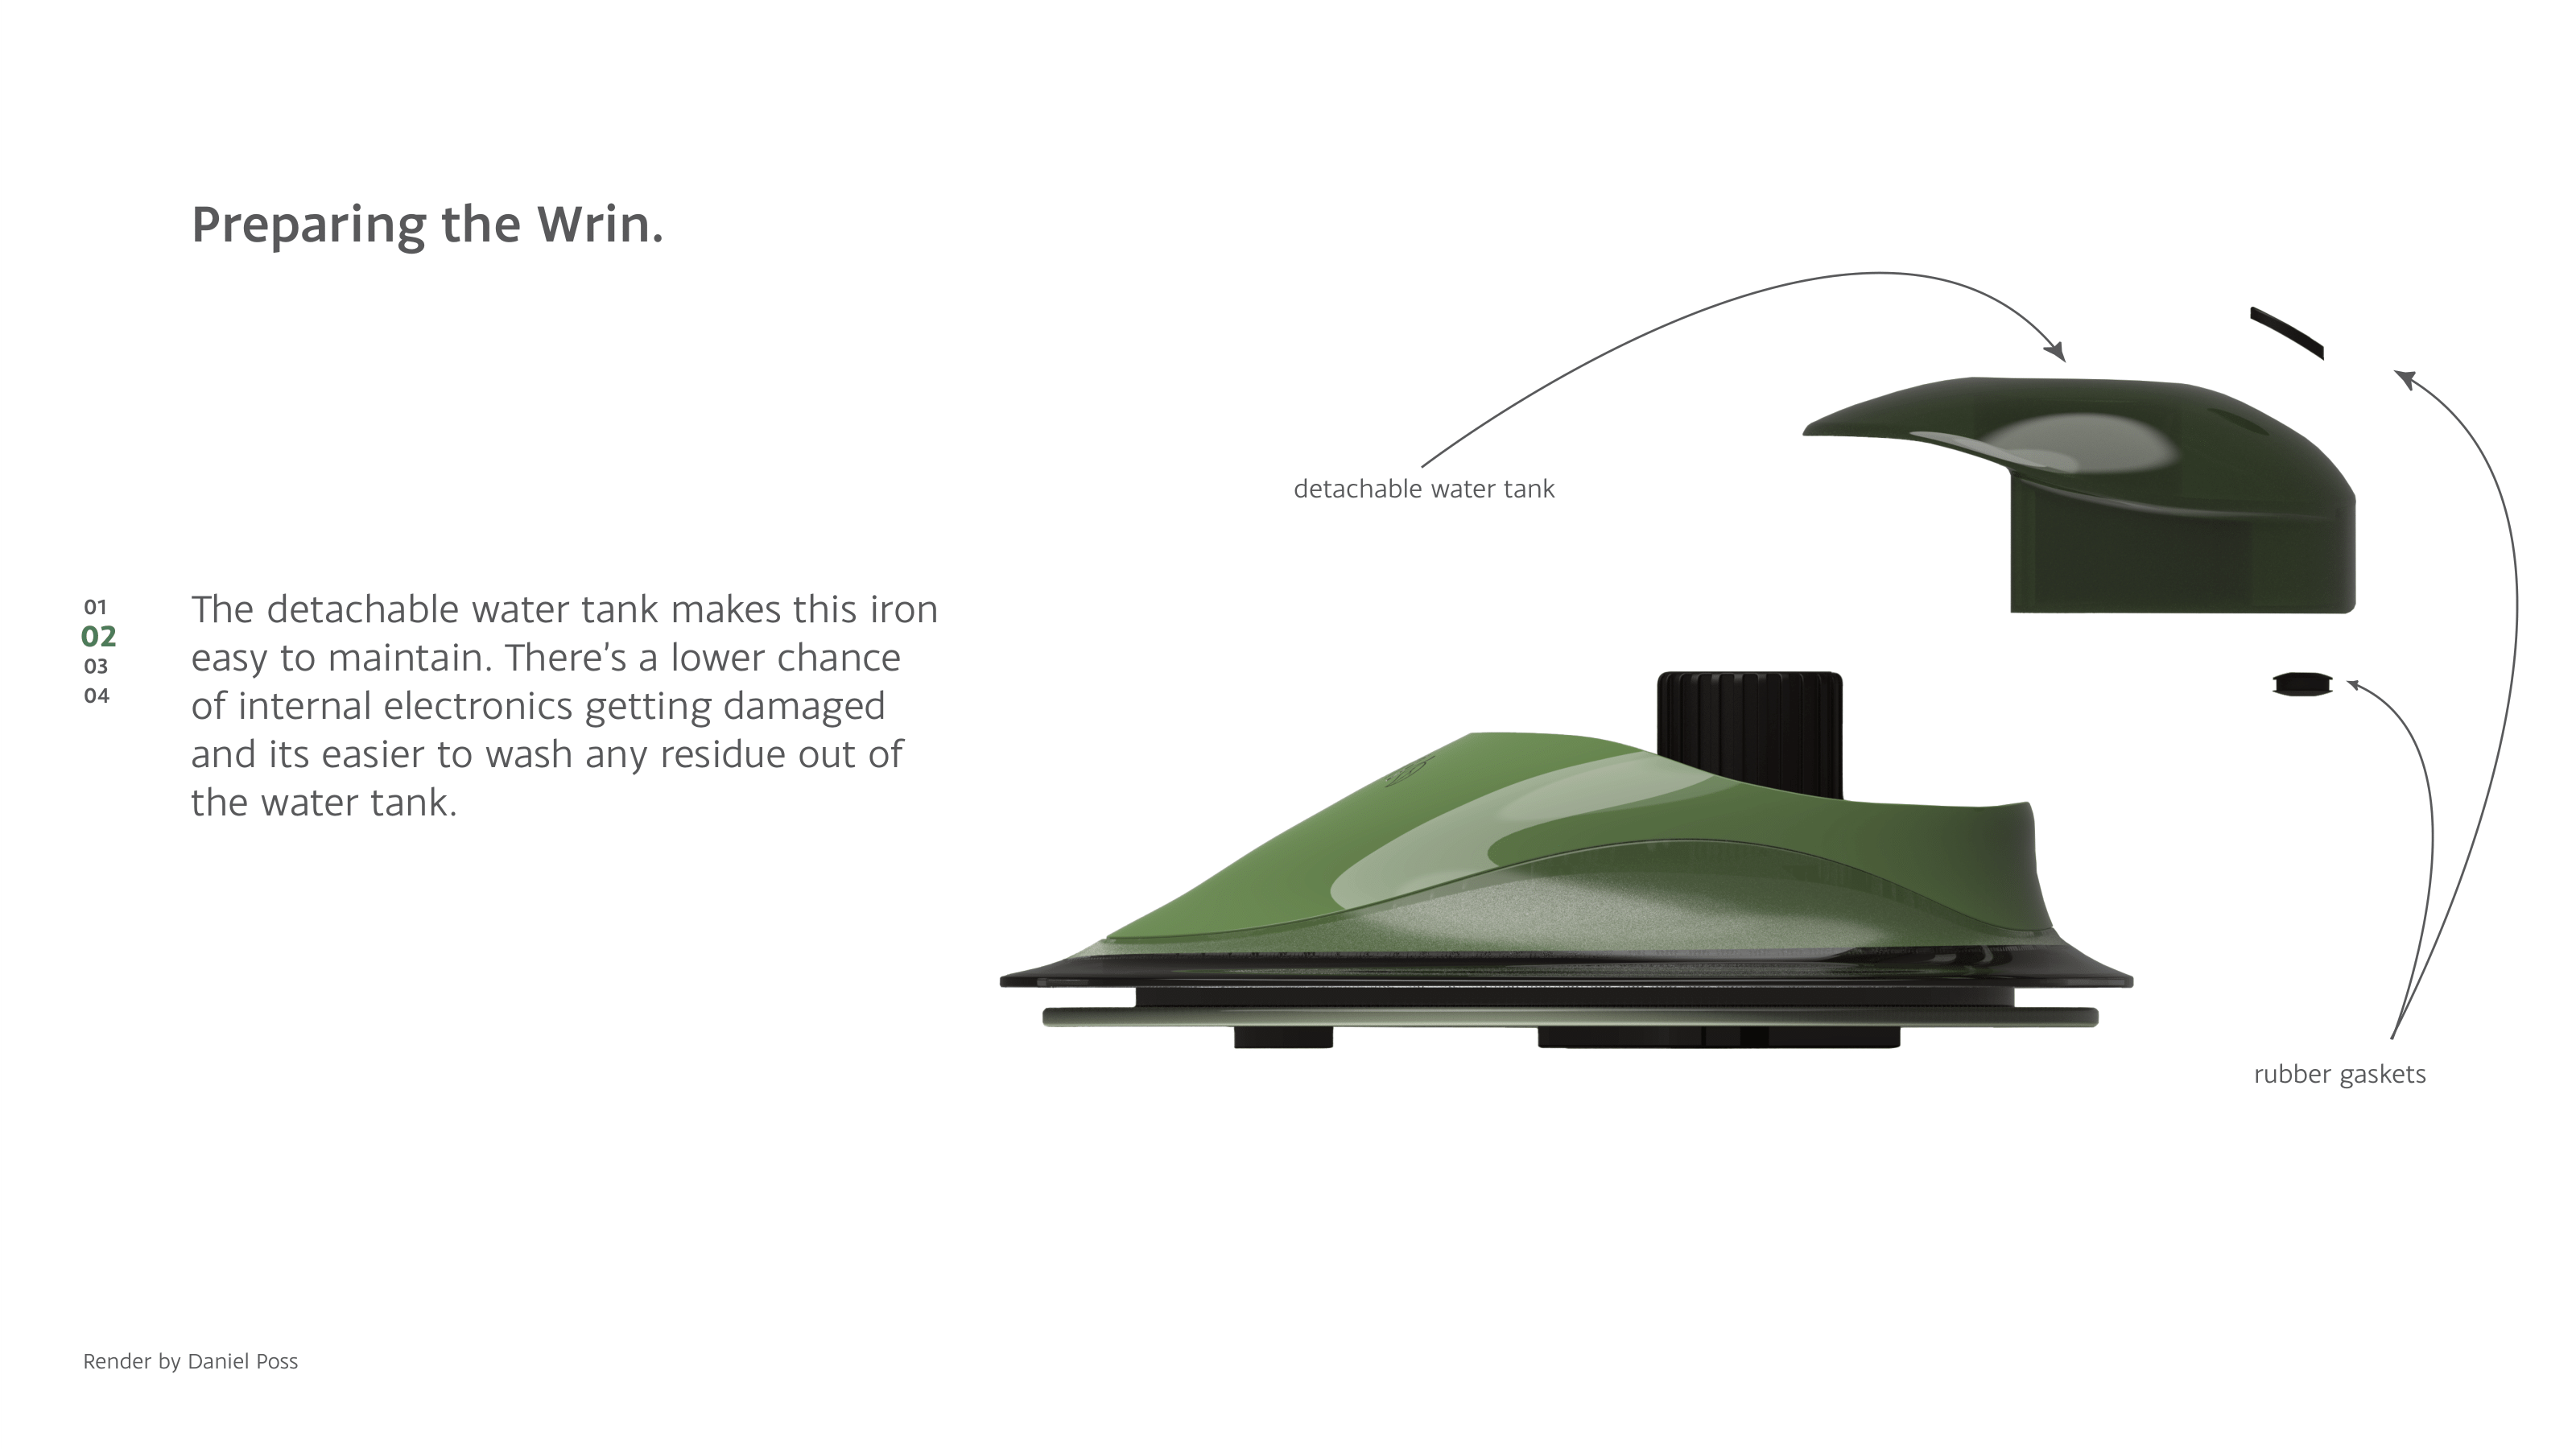 Preparing the Wrin.
detachable water tank
01
02
03
04
The detachable water tank makes this iron
easy to maintain. There’s a lower chance
of internal electronics getting damaged
and its easier to wash any residue out of
the water tank.
rubber gaskets
Render by Daniel Poss